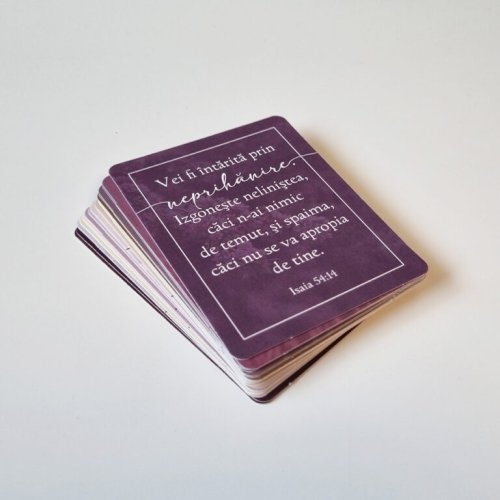 Vei fi întărită prin
neprihănire.
Izgonește neliniștea,
căci n-ai nimic
de temut, și spaima,
căci nu se va apropia
de tine.
Isaia 54:14